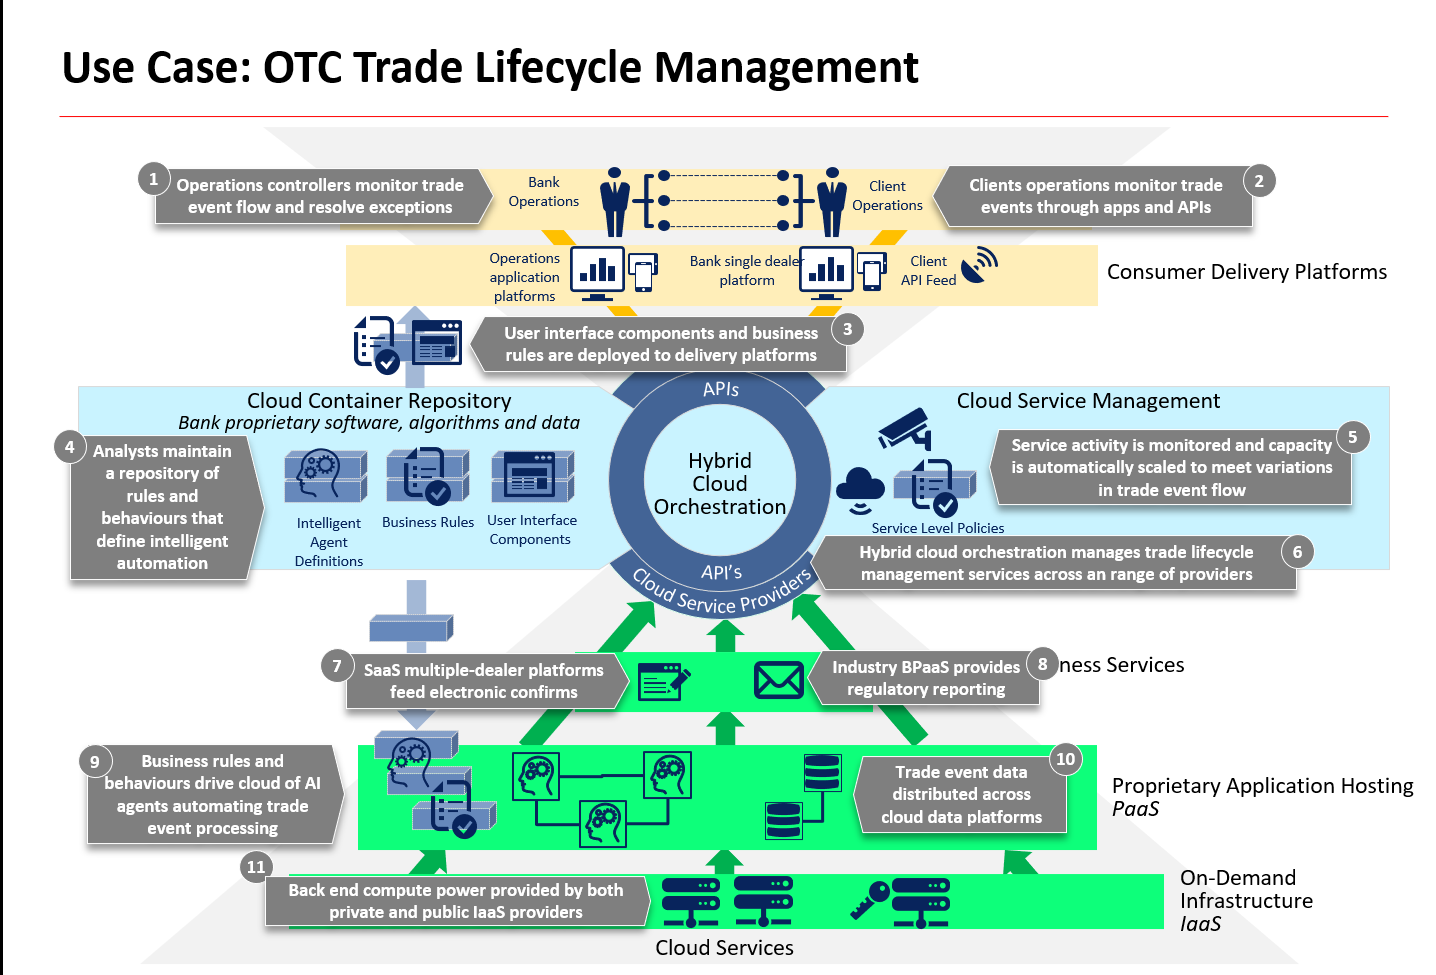 Use Case: OTC Trade Lifecycle Management
1
Operations controllers monitor trade
event flow and resolve exceptions
Bank
Operations
Client
Operations
2
Clients operations monitor trade
events through apps and APIs
Operations
application
platforms
Bank single dealer
platform
Client
API Feed
Consumer Delivery Platforms
3
User interface components and business
rules are deployed to delivery platforms
APIs
Cloud Container Repository
Bank proprietary software, algorithms and data
4
Analysts maintain
a repository of
rules and
behaviours that
define intelligent
automation
Intelligent
Agent
Definitions
Business Rules
User Interface
Components
Hybrid
Cloud
Orchestration
Cloud Service Management
5
Service activity is monitored and capacity
is automatically scaled to meet variations
in trade event flow
Service Level Policies
6
Hybrid cloud orchestration manages trade lifecycle
management services across an range of providers
API's
Cloud Service Providers
7
SaaS multiple-dealer platforms
feed electronic confirms
8
Industry BPaaS provides
regulatory reporting
ness Services
9
Business rules and
behaviours drive cloud of AI
agents automating trade
event processing
10
Trade event data
distributed across
cloud data platforms
Proprietary Application Hosting
PaaS
11
Back end compute power provided by both
private and public IaaS providers
On-Demand
Infrastructure
IaaS
Cloud Services